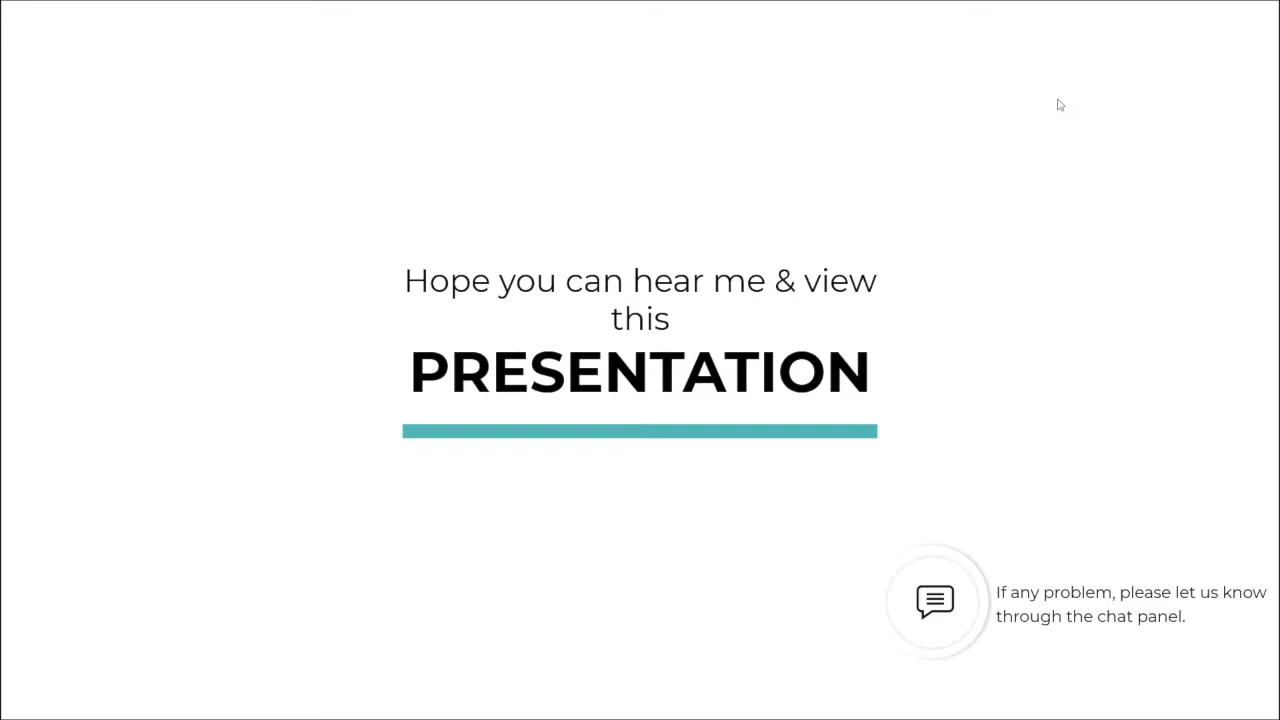 Hope you can hear me & view
this
PRESENTATION
If any problem, please let us know
through the chat panel.